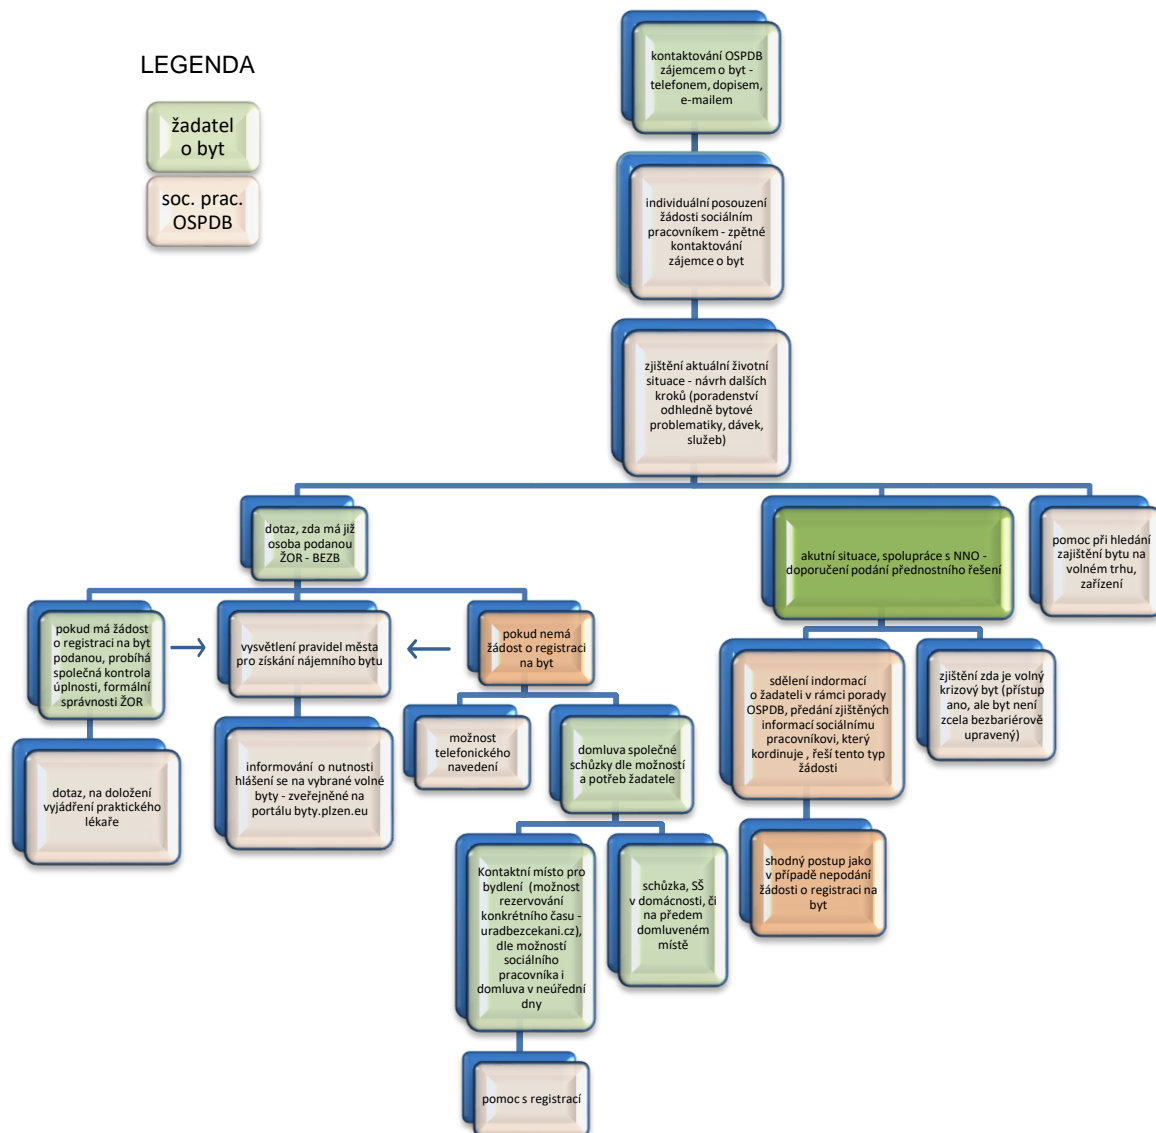 LEGENDA
žadatel
o byt
soc. prac.
OSPDB
kontaktování OSPDB
zájemcem o byt -
telefonem, dopisem,
e-mailem
individuální posouzení
žádosti sociálním
pracovníkem - zpětné
kontaktování
zájemce o byt
zjištění aktuální životní
situace - návrh dalších
kroků (poradenství
odhledně bytové
problematiky, dávek,
služeb)
dotaz, zda má již
osoba podanou
ŽOR - BEZB
akutní situace, spolupráce s NNO -
doporučení podání přednostního řešení
pomoc při hledání
zajištění bytu na
volném trhu,
zařízení
pokud má žádost
o registraci na byt
podanou, probíhá
společná kontrola
úplnosti, formální
správnosti ŽOR
vysvětlení pravidel města
pro získání nájemního bytu
pokud nemá
žádost o registraci
na byt
sdělení indormací
o žadateli v rámci porady
OSPDB, předání zjištěných
informací sociálnímu
pracovníkovi, který
kordinuje , řeší tento typ
žádosti
zjištění zda je volný
krizový byt (přístup
ano, ale byt není
zcela bezbariérově
upravený)
dotaz, na doložení
vyjádření praktického
lékaře
informování  o nutnosti
hlášení se na vybrané volné
byty - zveřejněné na
portálu byty.plzen.eu
možnost
telefonického
navedení
domluva společné
schůzky dle možností
a potřeb žadatele
shodný postup jako
v případě nepodání
žádosti o registraci na
byt
Kontaktní místo pro
bydlení  (možnost
rezervování
konkrétního času -
uradbezcekani.cz),
dle možností
sociálního
pracovníka i
domluva v neúřední
dny
schůzka, SŠ
v domácnosti, či
na předem
domluveném
místě
pomoc s registrací